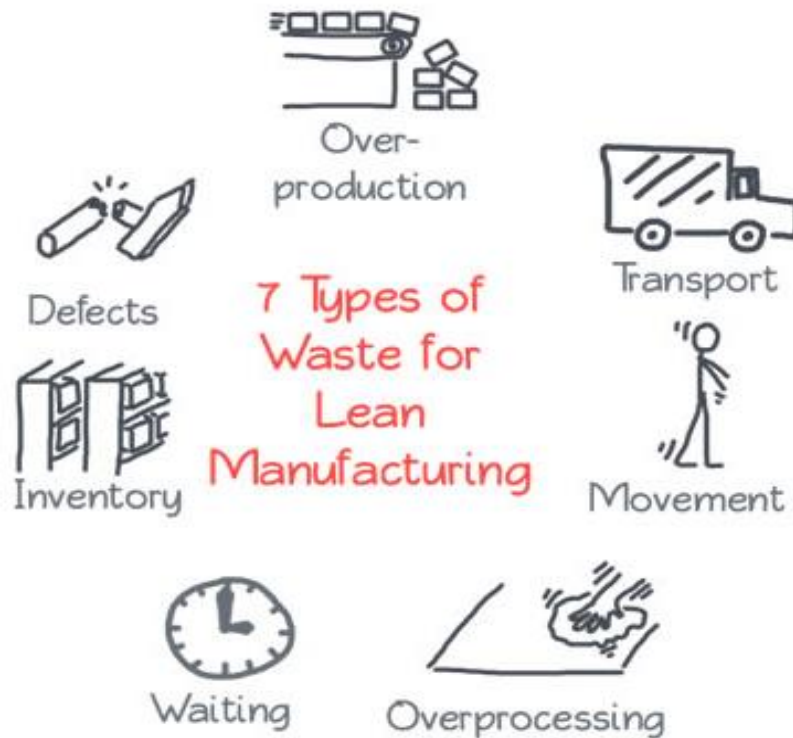 Over-
production
Transport
Defects
7 Types of
Waste for
Lean
Manufacturing
Inventory
Movement
Waiting
Overprocessing